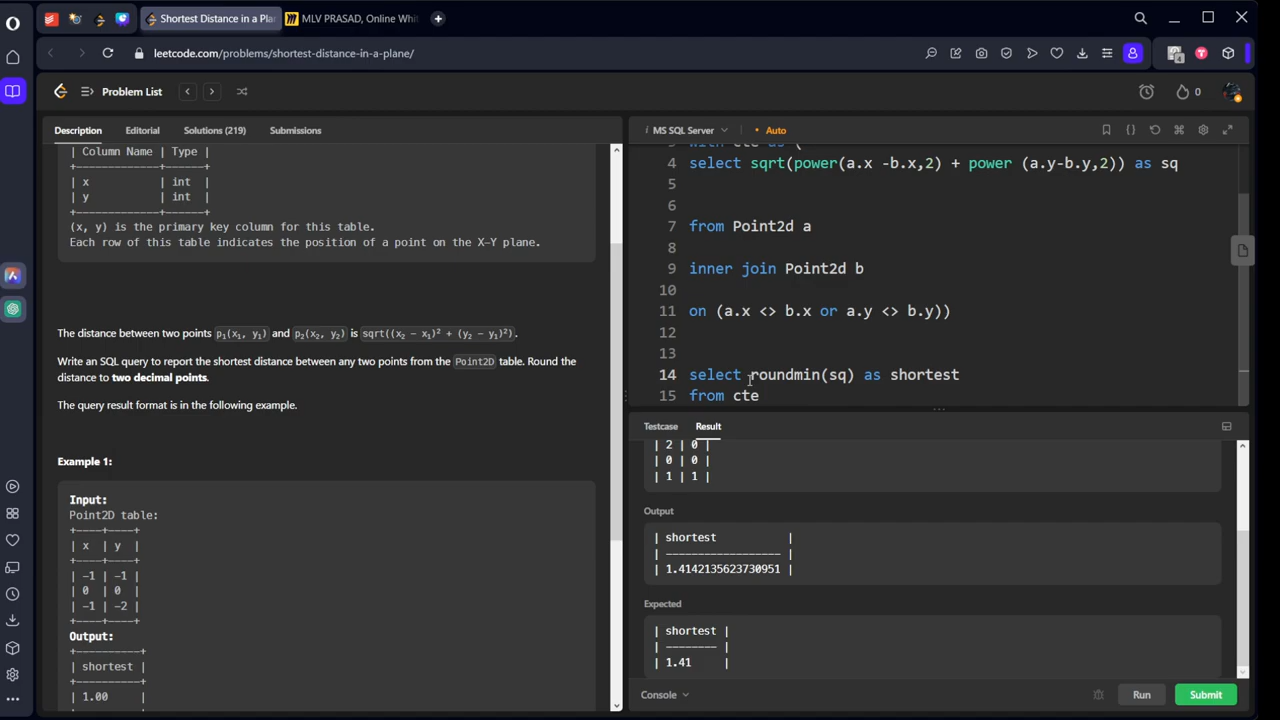 Shortest Distance in a Plan
MLV PRASAD, Online Whi
leetcode.com/problems/shortest-distance-in-a-plane/
Problem List
0
Description
Editorial
Solutions (219)
Submissions
| Column Name | Type |
+-------------+------+
| x | int |
| y | int |
+-------------+------+
(x, y) is the primary key column for this table.
Each row of this table indicates the position of a point on the X-Y plane.
The distance between two points p₁(x₁, y₁) and p₂(x₂, y₂) is sqrt((x₂ − x₁)² + (y₂ − y₁)²).
Write an SQL query to report the shortest distance between any two points from the Point2D table. Round the
distance to two decimal points.
The query result format is in the following example.
Example 1:
Input:
Point2D table:
+----+----+
| x | y |
+----+----+
| -1 | -1 |
| 0 | 0 |
| -1 | -2 |
+----+----+
Output:
+----------+
| shortest |
+----------+
| 1.00 |
MS SQL Server
Auto
with cte as (
4 select sqrt(power(a.x -b.x,2) + power (a.y-b.y,2)) as sq
5
6
7 from Point2d a
8
9 inner join Point2d b
10
11 on (a.x <> b.x or a.y <> b.y))
12
13
14 select roundmin(sq) as shortest
15 from cte
Testcase
Result
| 2 | 0 |
| 0 | 0 |
| 1 | 1 |
Output
| shortest |
| ------------------ |
| 1.4142135623730951 |
Expected
| shortest |
| -------- |
| 1.41 |
Console
Run
Submit